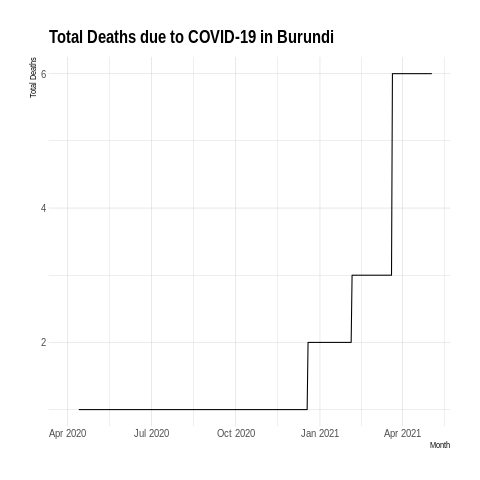 Total Deaths due to COVID-19 in Burundi
Total Deaths
6
4
2
Apr 2020 Jul 2020 Oct 2020 Jan 2021 Apr 2021
Month